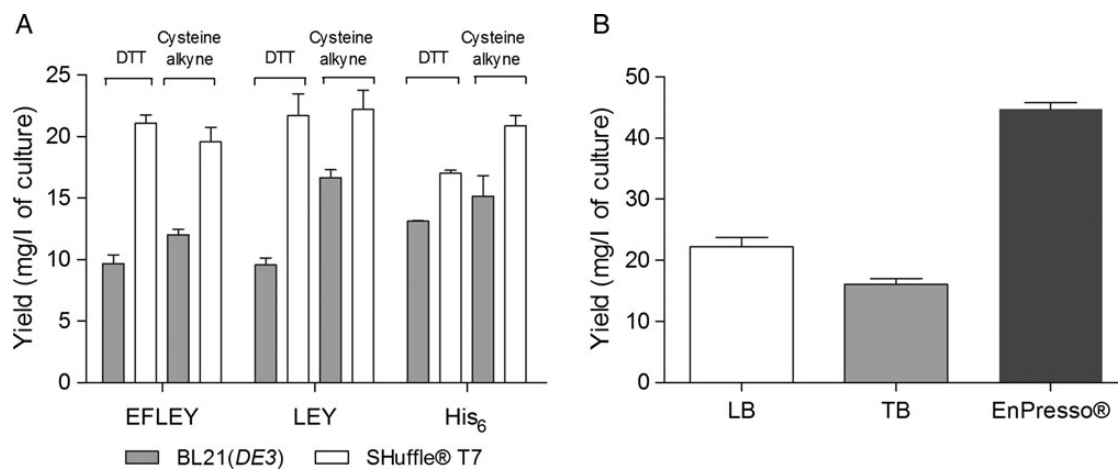 A
Yield (mg/l of culture)
25
20
15
10
5
0
DTT
Cysteine
alkyne
DTT
Cysteine
alkyne
DTT
Cysteine
alkyne
EFLEY
LEY
His₆
BL21(DE3)
SHuffle® T7
B
Yield (mg/l of culture)
50
40
30
20
10
0
LB
TB
EnPresso®